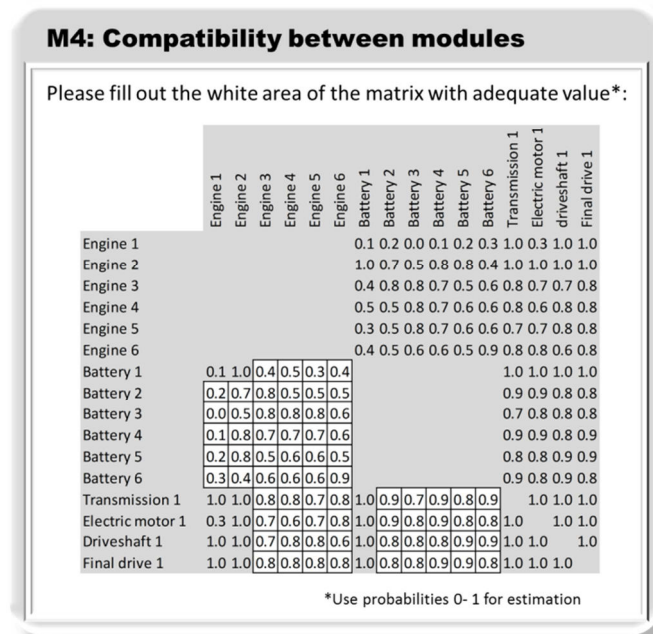 M4: Compatibility between modules
Please fill out the white area of the matrix with adequate value*:
Engine 1 Engine 2 Engine 3 Engine 4 Engine 5 Engine 6 Battery 1 Battery 2 Battery 3 Battery 4 Battery 5 Battery 6 Transmission 1 Electric motor 1 driveshaft 1 Final drive 1
Engine 1 0.1 0.2 0.0 0.1 0.2 0.3 1.0 0.3 1.0 1.0
Engine 2 1.0 0.7 0.5 0.8 0.8 0.4 1.0 1.0 1.0 1.0
Engine 3 0.4 0.8 0.8 0.7 0.5 0.6 0.8 0.7 0.7 0.8
Engine 4 0.5 0.5 0.8 0.7 0.6 0.6 0.8 0.6 0.8 0.8
Engine 5 0.3 0.5 0.8 0.7 0.6 0.6 0.7 0.7 0.8 0.8
Engine 6 0.4 0.5 0.6 0.6 0.5 0.9 0.8 0.8 0.6 0.8
Battery 1 0.1 1.0 0.4 0.5 0.3 0.4 1.0 1.0 1.0 1.0
Battery 2 0.2 0.7 0.8 0.5 0.5 0.5 0.9 0.9 0.8 0.8
Battery 3 0.0 0.5 0.8 0.8 0.8 0.6 0.7 0.8 0.8 0.8
Battery 4 0.1 0.8 0.7 0.7 0.7 0.6 0.9 0.9 0.8 0.9
Battery 5 0.2 0.8 0.5 0.6 0.6 0.5 0.8 0.8 0.9 0.9
Battery 6 0.3 0.4 0.6 0.6 0.6 0.9 0.9 0.8 0.9 0.8
Transmission 1 1.0 1.0 0.8 0.8 0.7 0.8 1.0 0.9 0.7 0.9 0.8 0.9 1.0 1.0 1.0
Electric motor 1 0.3 1.0 0.7 0.6 0.7 0.8 1.0 0.9 0.8 0.9 0.8 0.8 1.0 1.0 1.0
Driveshaft 1 1.0 1.0 0.7 0.8 0.8 0.6 1.0 0.8 0.8 0.8 0.9 0.9 1.0 1.0 1.0
Final drive 1 1.0 1.0 0.8 0.8 0.8 0.8 1.0 0.8 0.8 0.9 0.9 0.8 1.0 1.0 1.0
*Use probabilities 0- 1 for estimation